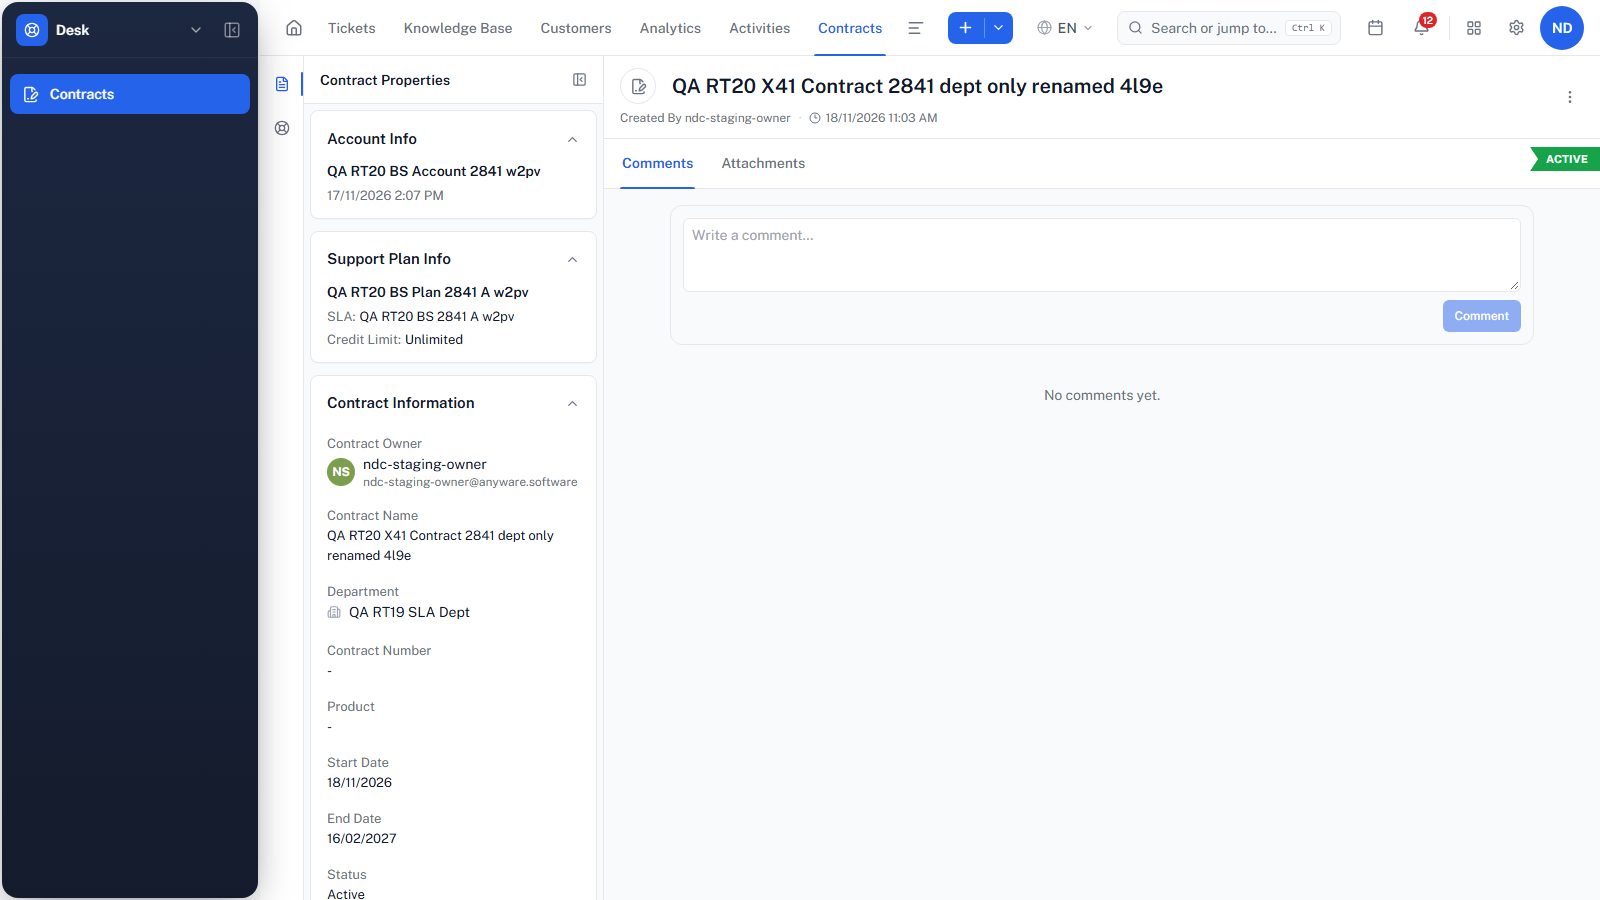 Desk
Contracts
Tickets
Knowledge Base
Customers
Analytics
Activities
Contracts
EN
Search or jump to...
Ctrl K
12
ND
Contract Properties
Account Info
QA RT20 BS Account 2841 w2pv
17/11/2026 2:07 PM
Support Plan Info
QA RT20 BS Plan 2841 A w2pv
SLA: QA RT20 BS 2841 A w2pv
Credit Limit: Unlimited
Contract Information
Contract Owner
NS
ndc-staging-owner
ndc-staging-owner@anyware.software
Contract Name
QA RT20 X41 Contract 2841 dept only
renamed 4l9e
Department
QA RT19 SLA Dept
Contract Number
-
Product
-
Start Date
18/11/2026
End Date
16/02/2027
Status
Active
QA RT20 X41 Contract 2841 dept only renamed 4l9e
Created By ndc-staging-owner · 18/11/2026 11:03 AM
Comments
Attachments
ACTIVE
Write a comment...
Comment
No comments yet.